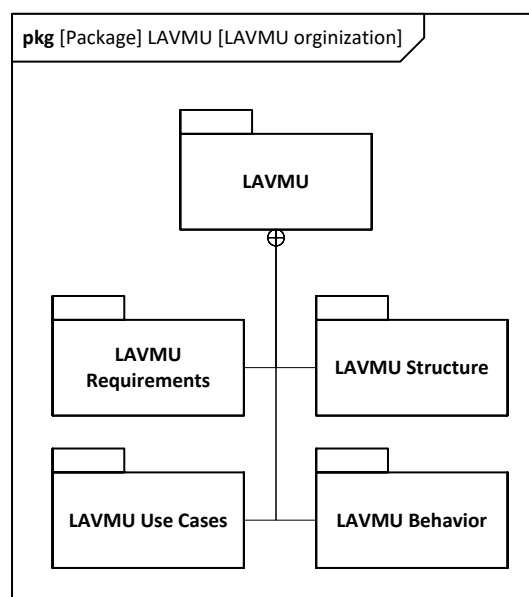 pkg [Package] LAVMU [LAVMU orginization]
LAVMU
LAVMU
Requirements
LAVMU Structure
LAVMU Use Cases
LAVMU Behavior